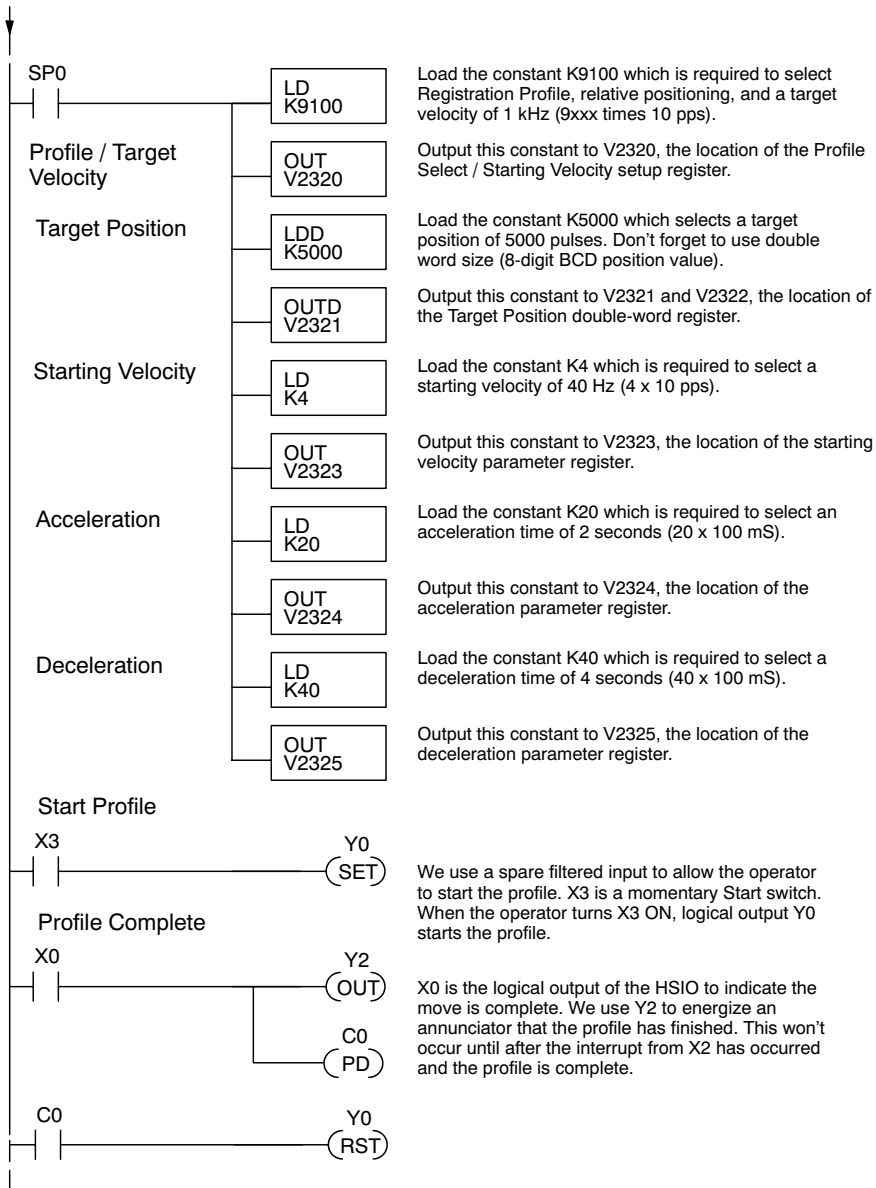 SP0
LD
K9100
Load the constant K9100 which is required to select
Registration Profile, relative positioning, and a target
velocity of 1 kHz (9xxx times 10 pps).
Profile / Target
Velocity
OUT
V2320
Output this constant to V2320, the location of the Profile
Select / Starting Velocity setup register.
Target Position
LDD
K5000
Load the constant K5000 which selects a target
position of 5000 pulses. Don't forget to use double
word size (8-digit BCD position value).
OUTD
V2321
Output this constant to V2321 and V2322, the location of
the Target Position double-word register.
Starting Velocity
LD
K4
Load the constant K4 which is required to select a
starting velocity of 40 Hz (4 x 10 pps).
OUT
V2323
Output this constant to V2323, the location of the starting
velocity parameter register.
Acceleration
LD
K20
Load the constant K20 which is required to select an
acceleration time of 2 seconds (20 x 100 mS).
OUT
V2324
Output this constant to V2324, the location of the
acceleration parameter register.
Deceleration
LD
K40
Load the constant K40 which is required to select a
deceleration time of 4 seconds (40 x 100 mS).
OUT
V2325
Output this constant to V2325, the location of the
deceleration parameter register.
Start Profile
X3
Y0
SET
We use a spare filtered input to allow the operator
to start the profile. X3 is a momentary Start switch.
When the operator turns X3 ON, logical output Y0
starts the profile.
Profile Complete
X0
Y2
OUT
C0
PD
X0 is the logical output of the HSIO to indicate the
move is complete. We use Y2 to energize an
annunciator that the profile has finished. This won't
occur until after the interrupt from X2 has occurred
and the profile is complete.
C0
Y0
RST